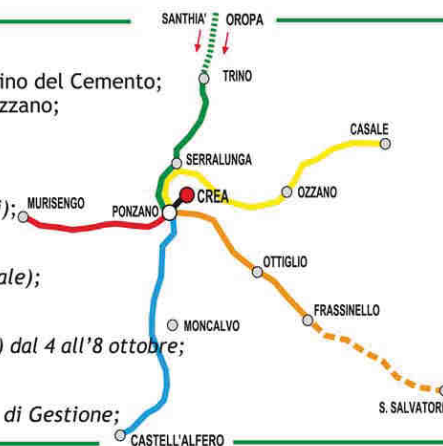 SANTHIA' OROPA
TRINO
ino del Cemento;
zzano;
CASALE
SERRALUNGA
OZZANO
CREA
MURISENGO
PONZANO
);
OTTIGLIO
ale);
FRASSINELLO
MONCALVO
) dal 4 all'8 ottobre;
S. SALVATORE
di Gestione;
CASTELL'ALFERO